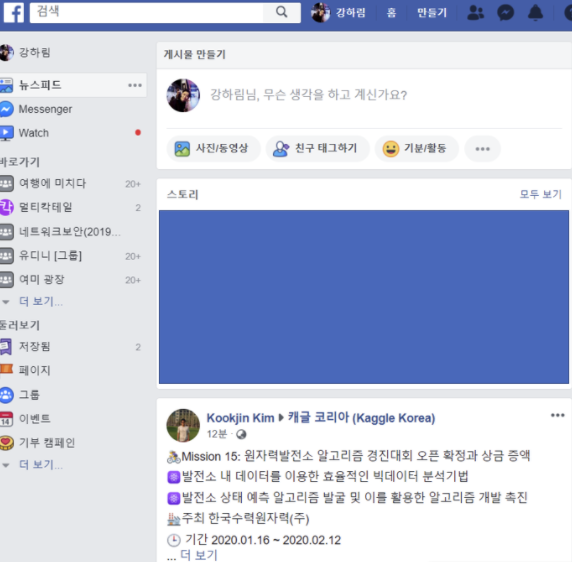 f
검색
강하림
홈
만들기
강하림
뉴스피드
Messenger
Watch
바로가기
여행에 미치다 20+
멀티칵테일 2
네트워크보안(2019...
유디니 [그룹] 20+
여미 광장 20+
더 보기...
둘러보기
저장됨 2
페이지
그룹
14
이벤트
기부 캠페인
더 보기...
게시물 만들기
강하림님, 무슨 생각을 하고 계신가요?
사진/동영상
친구 태그하기
기분/활동
스토리
모두 보기
Kookjin Kim ▶ 캐글 코리아 (Kaggle Korea)
12분 ·
Mission 15: 원자력발전소 알고리즘 경진대회 오픈 확정과 상금 증액
발전소 내 데이터를 이용한 효율적인 빅데이터 분석기법
발전소 상태 예측 알고리즘 발굴 및 이를 활용한 알고리즘 개발 촉진
주최 한국수력원자력(주)
기간 2020.01.16 ~ 2020.02.12
... 더 보기